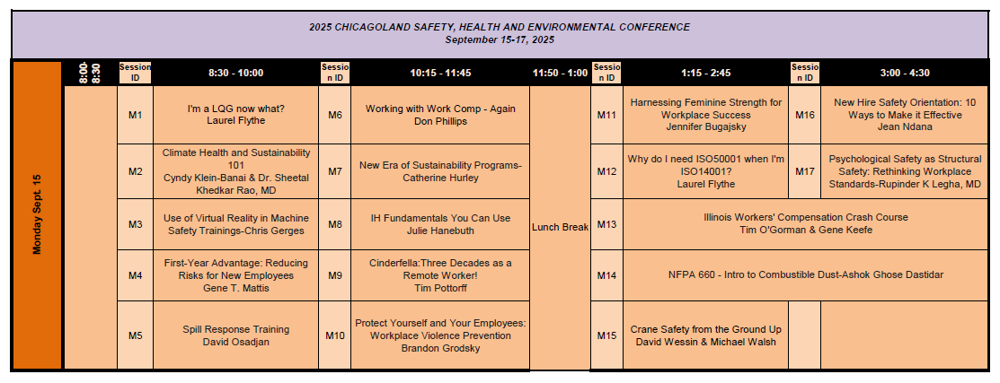 2025 CHICAGOLAND SAFETY, HEALTH AND ENVIRONMENTAL CONFERENCE
September 15-17, 2025
8:00-
8:30
Session
ID
8:30 - 10:00
Sessio
n ID
10:15 - 11:45
11:50 - 1:00
Sessio
n ID
1:15 - 2:45
Sessio
n ID
3:00 - 4:30
Monday Sept. 15
M1
I'm a LQG now what?
Laurel Flythe
M6
Working with Work Comp - Again
Don Phillips
Lunch Break
M11
Harnessing Feminine Strength for
Workplace Success
Jennifer Bugajsky
M16
New Hire Safety Orientation: 10
Ways to Make it Effective
Jean Ndana
M2
Climate Health and Sustainability
101
Cyndy Klein-Banai & Dr. Sheetal
Khedkar Rao, MD
M7
New Era of Sustainability Programs-
Catherine Hurley
M12
Why do I need ISO50001 when I'm
ISO14001?
Laurel Flythe
M17
Psychological Safety as Structural
Safety: Rethinking Workplace
Standards-Rupinder K Legha, MD
M3
Use of Virtual Reality in Machine
Safety Trainings-Chris Gerges
M8
IH Fundamentals You Can Use
Julie Hanebuth
M13
Illinois Workers' Compensation Crash Course
Tim O'Gorman & Gene Keefe
M4
First-Year Advantage: Reducing
Risks for New Employees
Gene T. Mattis
M9
Cinderfella:Three Decades as a
Remote Worker!
Tim Pottorff
M14
NFPA 660 - Intro to Combustible Dust-Ashok Ghose Dastidar
M5
Spill Response Training
David Osadjan
M10
Protect Yourself and Your Employees:
Workplace Violence Prevention
Brandon Grodsky
M15
Crane Safety from the Ground Up
David Wessin & Michael Walsh